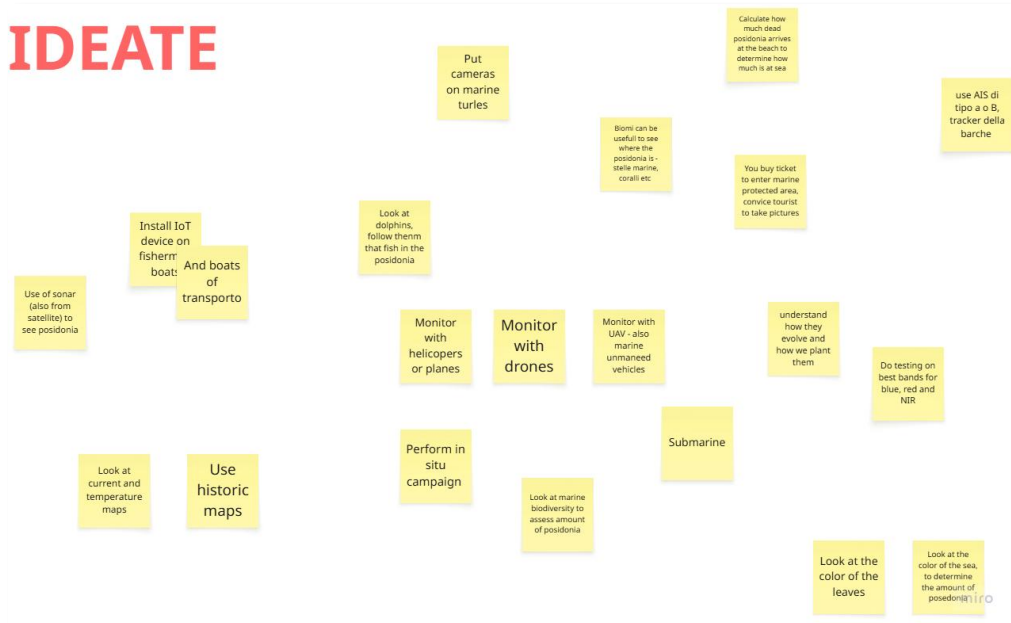 IDEATE
Put
cameras
on marine
turles
Calculate how
much dead
posidonia arrives
at the beach to
determine how
much is at sea
use AIS di
tipo a o B,
tracker della
barche
Biomi can be
usefull to see
where the
posidonia is -
stelle marine,
coralli etc
You buy ticket
to enter marine
protected area,
convice tourist
to take pictures
Look at
dolphins,
follow thenm
that fish in the
posidonia
Install IoT
device on
boats
And boats
of
transporto
Use of sonar
(also from
satellite) to
see posidonia
Monitor
with
helicopers
or planes
Monitor
with
drones
Monitor with
UAV - also
marine
unmaneed
vehicles
understand
how they
evolve and
how we plant
them
Do testing on
best bands for
blue, red and
NIR
Submarine
Perform in
situ
campaign
Look at
current and
temperature
maps
Use
historic
maps
Look at marine
biodiversity to
assess amount
of posidonia
Look at the
color of the
leaves
Look at the
color of the sea,
to determine
the amount of
posedonia
miro